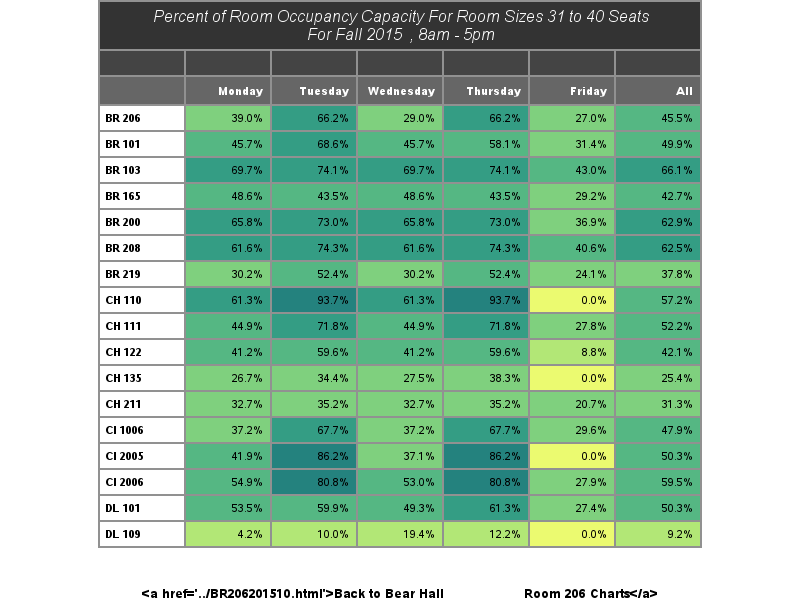 Percent of Room Occupancy Capacity For Room Sizes 31 to 40 Seats
For Fall 2015 , 8am - 5pm
Monday Tuesday Wednesday Thursday Friday All
BR 206 39.0% 66.2% 29.0% 66.2% 27.0% 45.5%
BR 101 45.7% 68.6% 45.7% 58.1% 31.4% 49.9%
BR 103 69.7% 74.1% 69.7% 74.1% 43.0% 66.1%
BR 165 48.6% 43.5% 48.6% 43.5% 29.2% 42.7%
BR 200 65.8% 73.0% 65.8% 73.0% 36.9% 62.9%
BR 208 61.6% 74.3% 61.6% 74.3% 40.6% 62.5%
BR 219 30.2% 52.4% 30.2% 52.4% 24.1% 37.8%
CH 110 61.3% 93.7% 61.3% 93.7% 0.0% 57.2%
CH 111 44.9% 71.8% 44.9% 71.8% 27.8% 52.2%
CH 122 41.2% 59.6% 41.2% 59.6% 8.8% 42.1%
CH 135 26.7% 34.4% 27.5% 38.3% 0.0% 25.4%
CH 211 32.7% 35.2% 32.7% 35.2% 20.7% 31.3%
CI 1006 37.2% 67.7% 37.2% 67.7% 29.6% 47.9%
CI 2005 41.9% 86.2% 37.1% 86.2% 0.0% 50.3%
CI 2006 54.9% 80.8% 53.0% 80.8% 27.9% 59.5%
DL 101 53.5% 59.9% 49.3% 61.3% 27.4% 50.3%
DL 109 4.2% 10.0% 19.4% 12.2% 0.0% 9.2%
<a href='../BR206201510.html'>Back to Bear Hall Room 206 Charts</a>